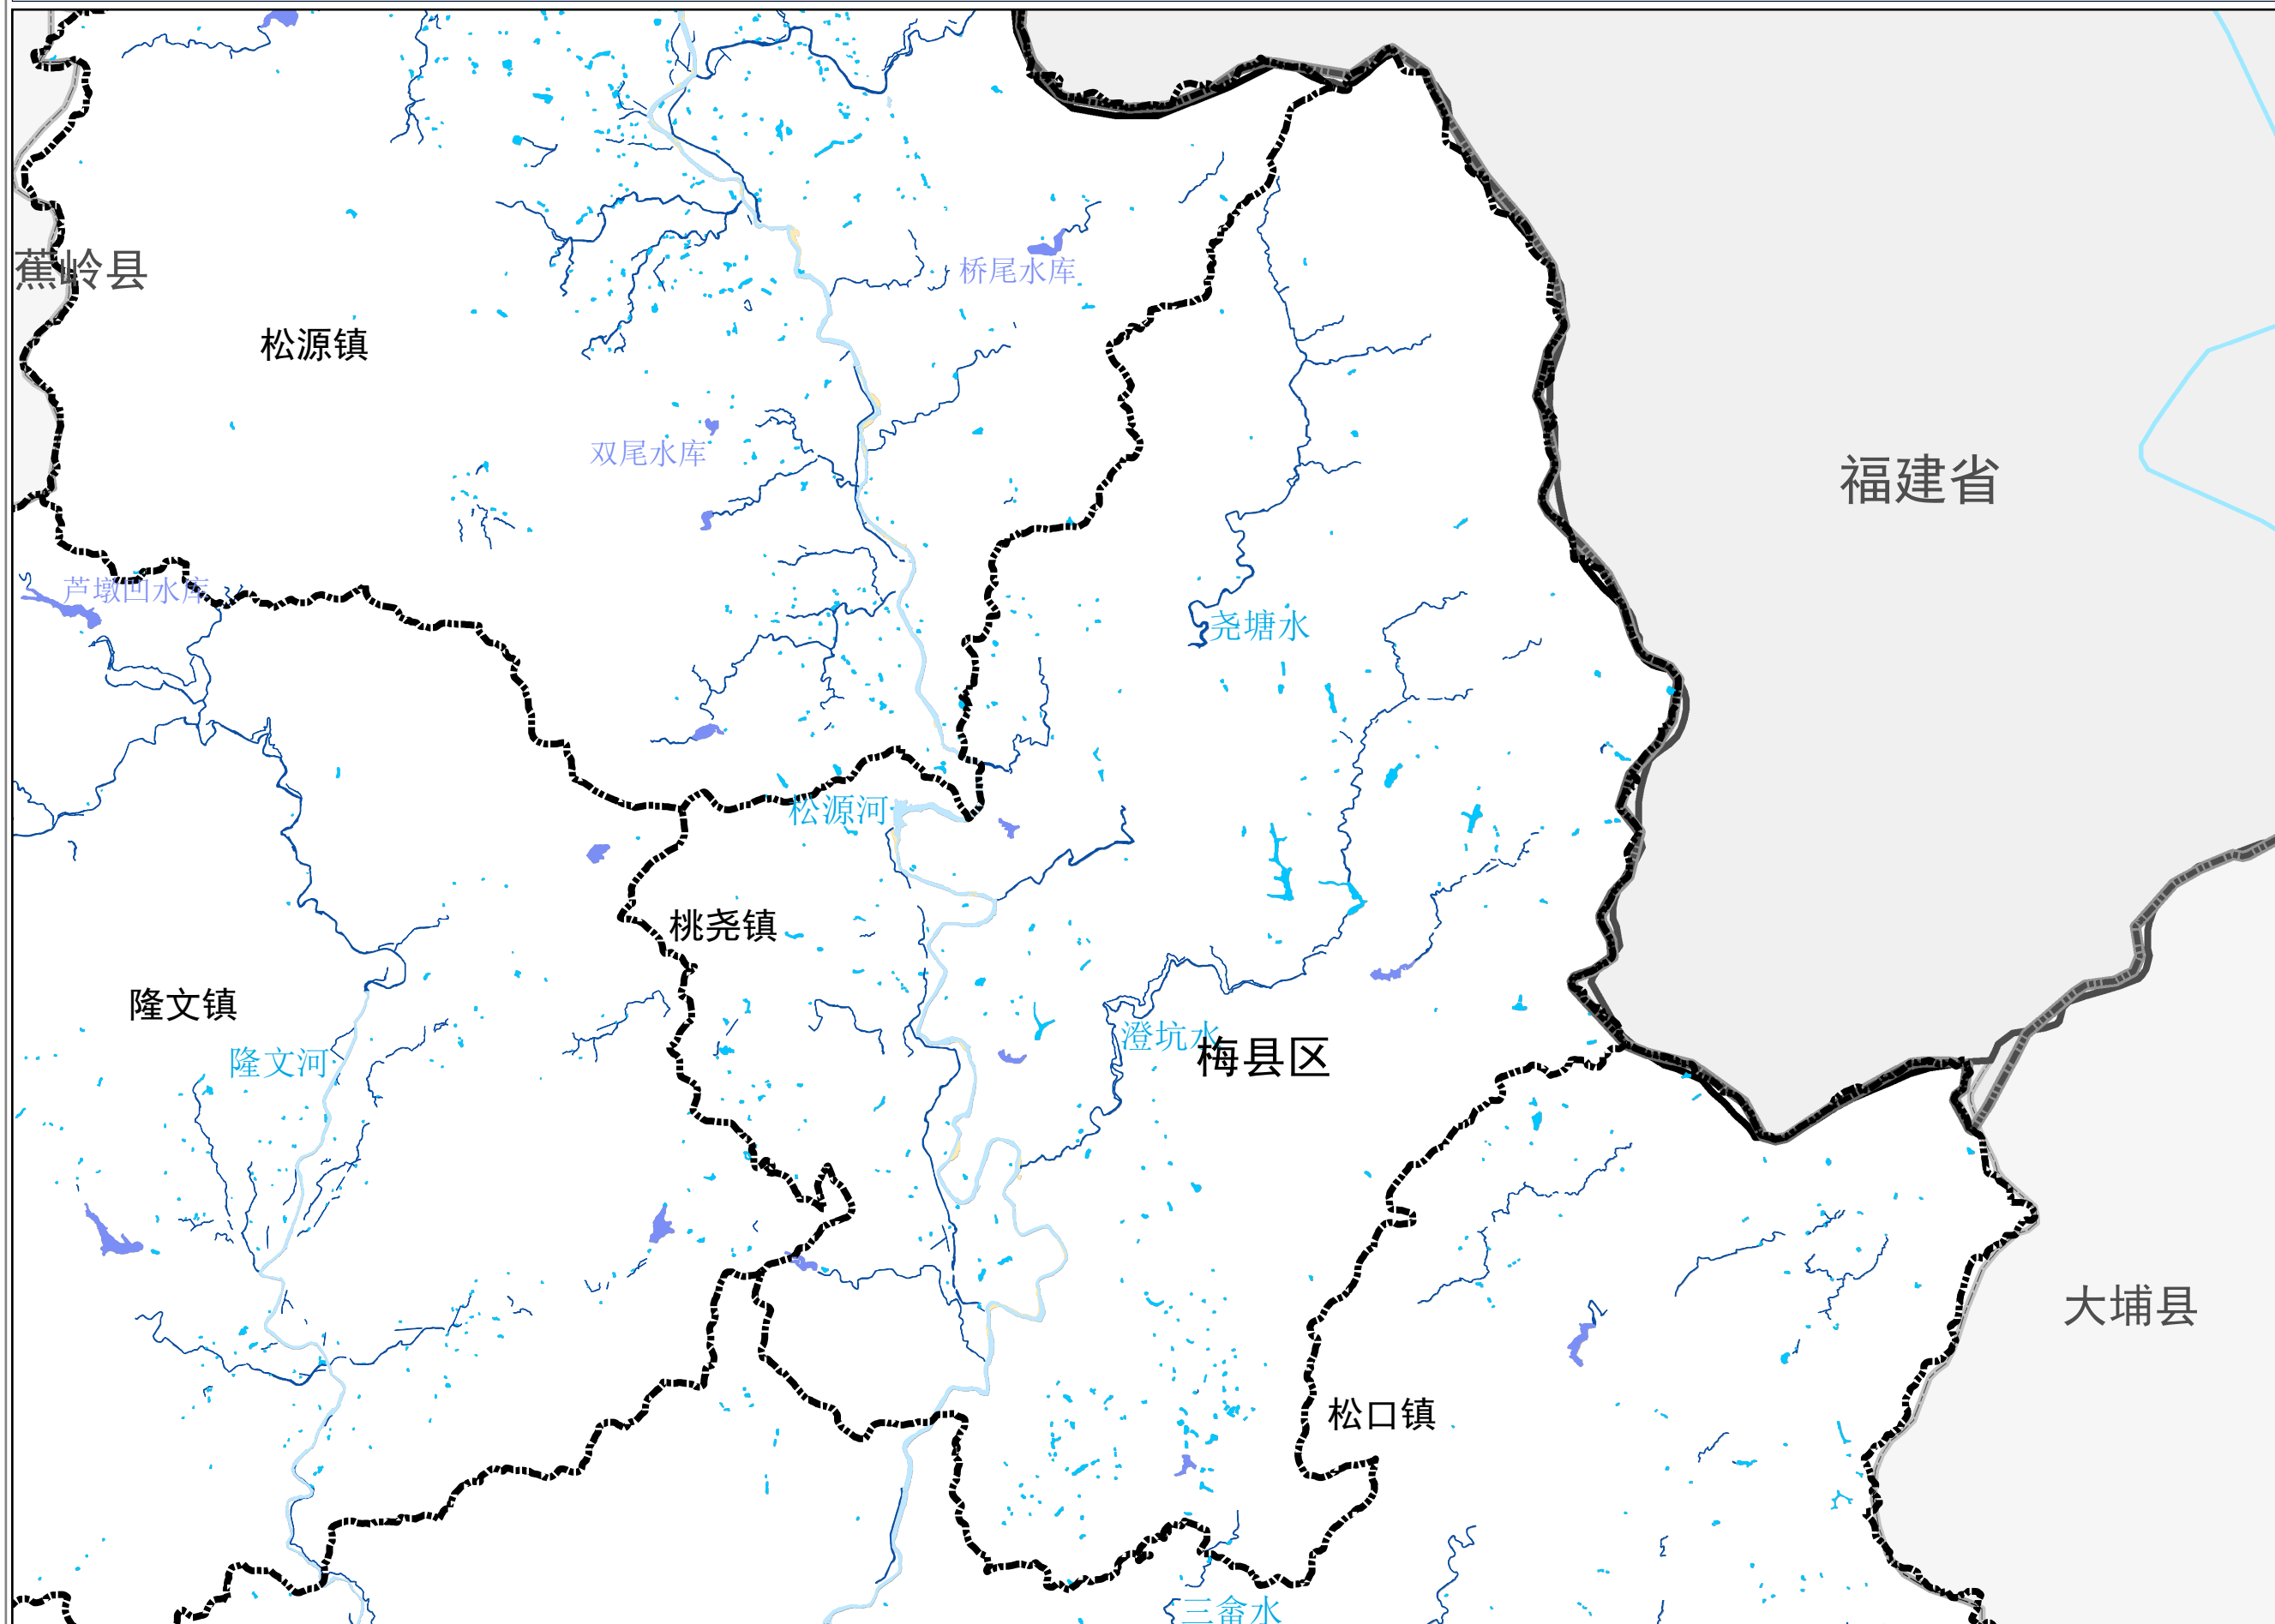 蕉岭县
桥尾水库
松源镇
双尾水库
福建省
芦墩凹水库
尧塘水
松源河
桃尧镇
隆文镇
澄坑水
梅县区
隆文河
大埔县
松口镇
三畲水